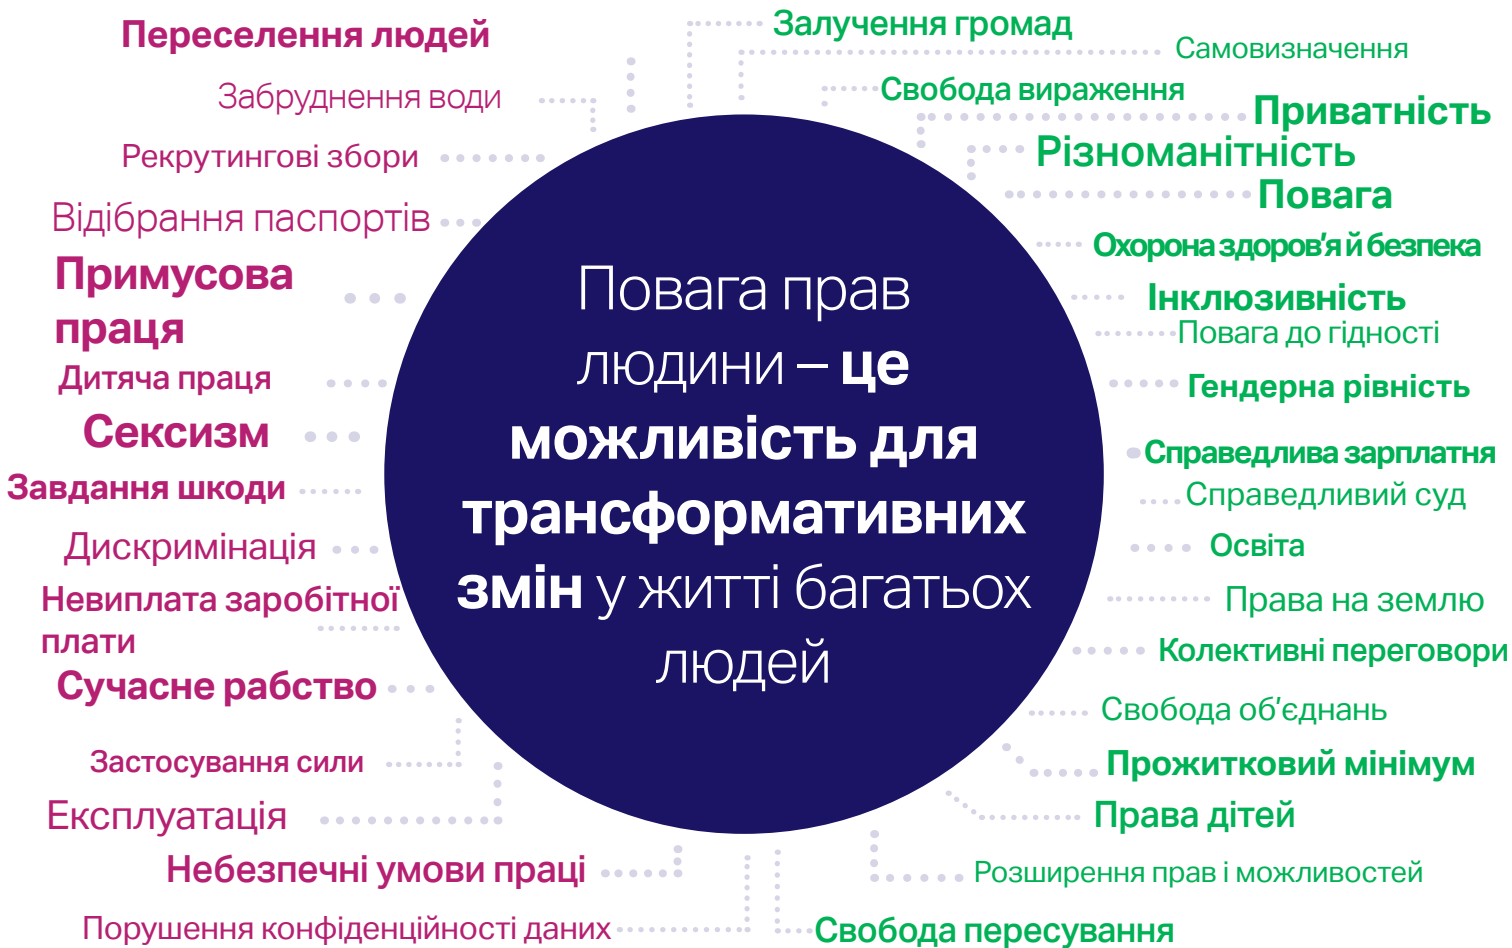 Переселення людей
Забруднення води
Рекрутингові збори
Відібрання паспортів
Примусова
праця
Дитяча праця
Сексизм
Завдання шкоди
Дискримінація
Невиплата заробітної
плати
Сучасне рабство
Застосування сили
Експлуатація
Небезпечні умови праці
Порушення конфіденційності даних
Повага прав
людини – це
можливість для
трансформативних
змін у житті багатьох
людей
Залучення громад
Самовизначення
Свобода вираження
Приватність
Різноманітність
Повага
Охорона здоров'я й безпека
Інклюзивність
Повага до гідності
Гендерна рівність
Справедлива зарплатня
Справедливий суд
Освіта
Права на землю
Колективні переговори
Свобода об'єднань
Прожитковий мінімум
Права дітей
Розширення прав і можливостей
Свобода пересування